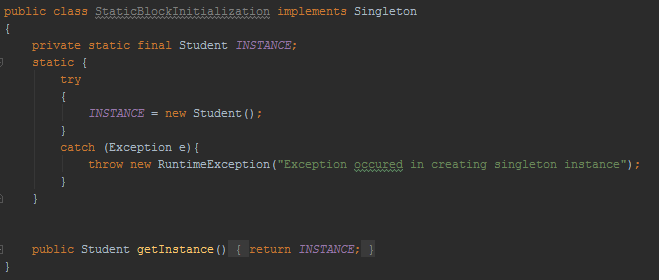 public class StaticBlockInitialization implements Singleton
{
    private static final Student INSTANCE;
    static {
        try
        {
            INSTANCE = new Student();
        }
        catch (Exception e){
            throw new RuntimeException("Exception occured in creating singleton instance");
        }
    }
    public Student getInstance() { return INSTANCE; }
}